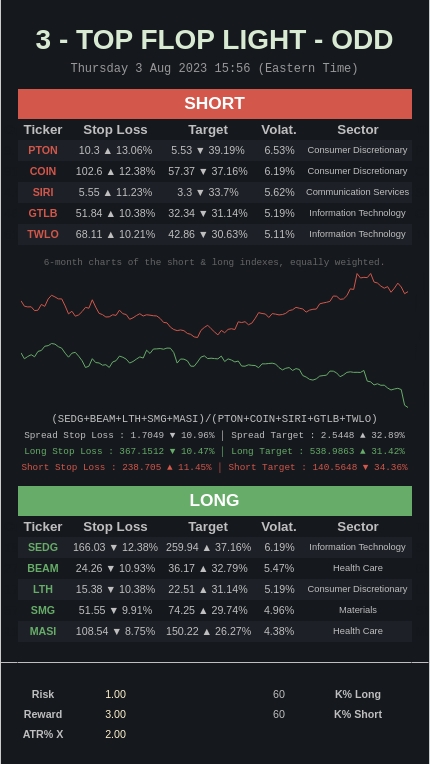 3 - TOP FLOP LIGHT - ODD
Thursday 3 Aug 2023 15:56 (Eastern Time)
SHORT
Ticker Stop Loss Target Volat. Sector
PTON 10.3 ▲ 13.06% 5.53 ▼ 39.19% 6.53% Consumer Discretionary
COIN 102.6 ▲ 12.38% 57.37 ▼ 37.16% 6.19% Consumer Discretionary
SIRI 5.55 ▲ 11.23% 3.3 ▼ 33.7% 5.62% Communication Services
GTLB 51.84 ▲ 10.38% 32.34 ▼ 31.14% 5.19% Information Technology
TWLO 68.11 ▲ 10.21% 42.86 ▼ 30.63% 5.11% Information Technology
6-month charts of the short & long indexes, equally weighted.
(SEDG+BEAM+LTH+SMG+MASI)/(PTON+COIN+SIRI+GTLB+TWLO)
Spread Stop Loss : 1.7049 ▼ 10.96% | Spread Target : 2.5448 ▲ 32.89%
Long Stop Loss : 367.1512 ▼ 10.47% | Long Target : 538.9863 ▲ 31.42%
Short Stop Loss : 238.705 ▲ 11.45% | Short Target : 140.5648 ▼ 34.36%
LONG
Ticker Stop Loss Target Volat. Sector
SEDG 166.03 ▼ 12.38% 259.94 ▲ 37.16% 6.19% Information Technology
BEAM 24.26 ▼ 10.93% 36.17 ▲ 32.79% 5.47% Health Care
LTH 15.38 ▼ 10.38% 22.51 ▲ 31.14% 5.19% Consumer Discretionary
SMG 51.55 ▼ 9.91% 74.25 ▲ 29.74% 4.96% Materials
MASI 108.54 ▼ 8.75% 150.22 ▲ 26.27% 4.38% Health Care
Risk 1.00 60 K% Long
Reward 3.00 60 K% Short
ATR% X 2.00